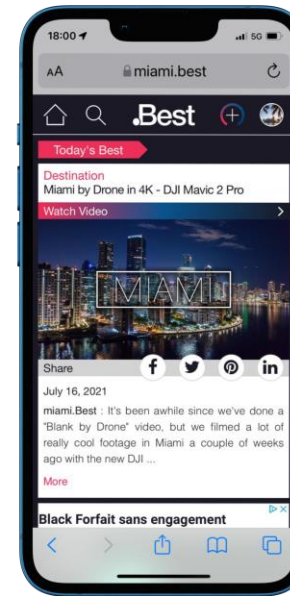 18:00
5G
AA
miami.best
.Best
Today's Best
Destination
Miami by Drone in 4K - DJI Mavic 2 Pro
Watch Video
MIAMI
Share
July 16, 2021
miami.Best : It's been awhile since we've done a
"Blank by Drone" video, but we filmed a lot of
really cool footage in Miami a couple of weeks
ago with the new DJI ...
More
Black Forfait sans engagement